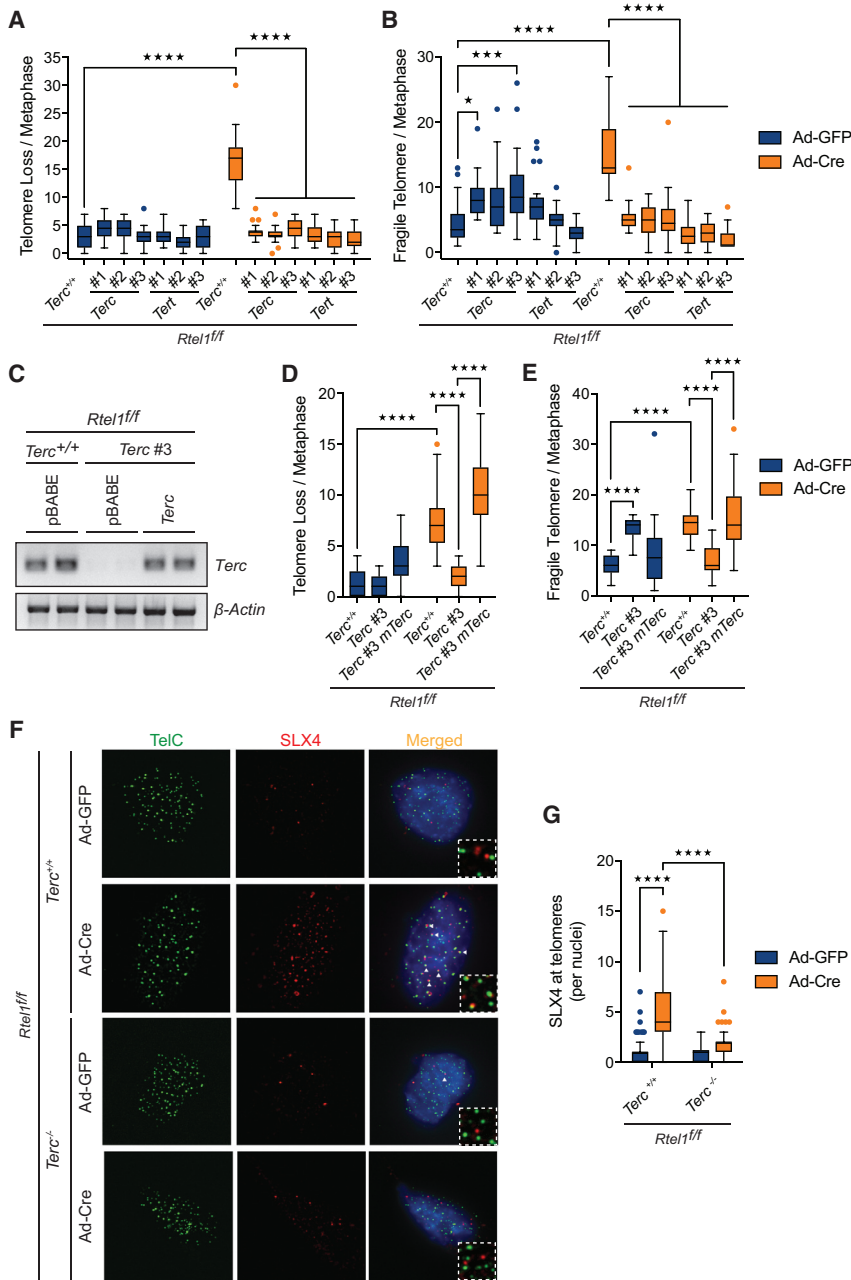 A
Telomere Loss / Metaphase
35
30
25
20
15
10
5
0
★★★★
★★★★
Terc+/+
#1
#2
#3
#1
#2
#3
Terc+/+
#1
#2
#3
#1
#2
#3
Terc
Tert
Terc
Tert
Rtel1f/f
B
Fragile Telomere / Metaphase
30
20
10
0
★★★★
★★★★
★★★
★
Terc+/+
#1
#2
#3
#1
#2
#3
Terc+/+
#1
#2
#3
#1
#2
#3
Terc
Tert
Terc
Tert
Rtel1f/f
Ad-GFP
Ad-Cre
C
Rtel1f/f
Terc+/+
Terc #3
pBABE
pBABE
Terc
Terc
β-Actin
D
Telomere Loss / Metaphase
20
15
10
5
0
★★★★
★★★★
★★★★
Terc+/+
Terc #3
Terc #3 mTerc
Terc+/+
Terc #3
Terc #3 mTerc
Rtel1f/f
E
Fragile Telomere / Metaphase
40
30
20
10
0
★★★★
★★★★
★★★★
★★★★
Terc+/+
Terc #3
Terc #3 mTerc
Terc+/+
Terc #3
Terc #3 mTerc
Rtel1f/f
Ad-GFP
Ad-Cre
F
TelC
SLX4
Merged
Rtel1f/f
Terc+/+
Ad-GFP
Ad-Cre
Terc-/-
Ad-GFP
Ad-Cre
G
SLX4 at telomeres
(per nuclei)
20
15
10
5
0
★★★★
★★★★
Terc+/+
Terc-/-
Rtel1f/f
Ad-GFP
Ad-Cre